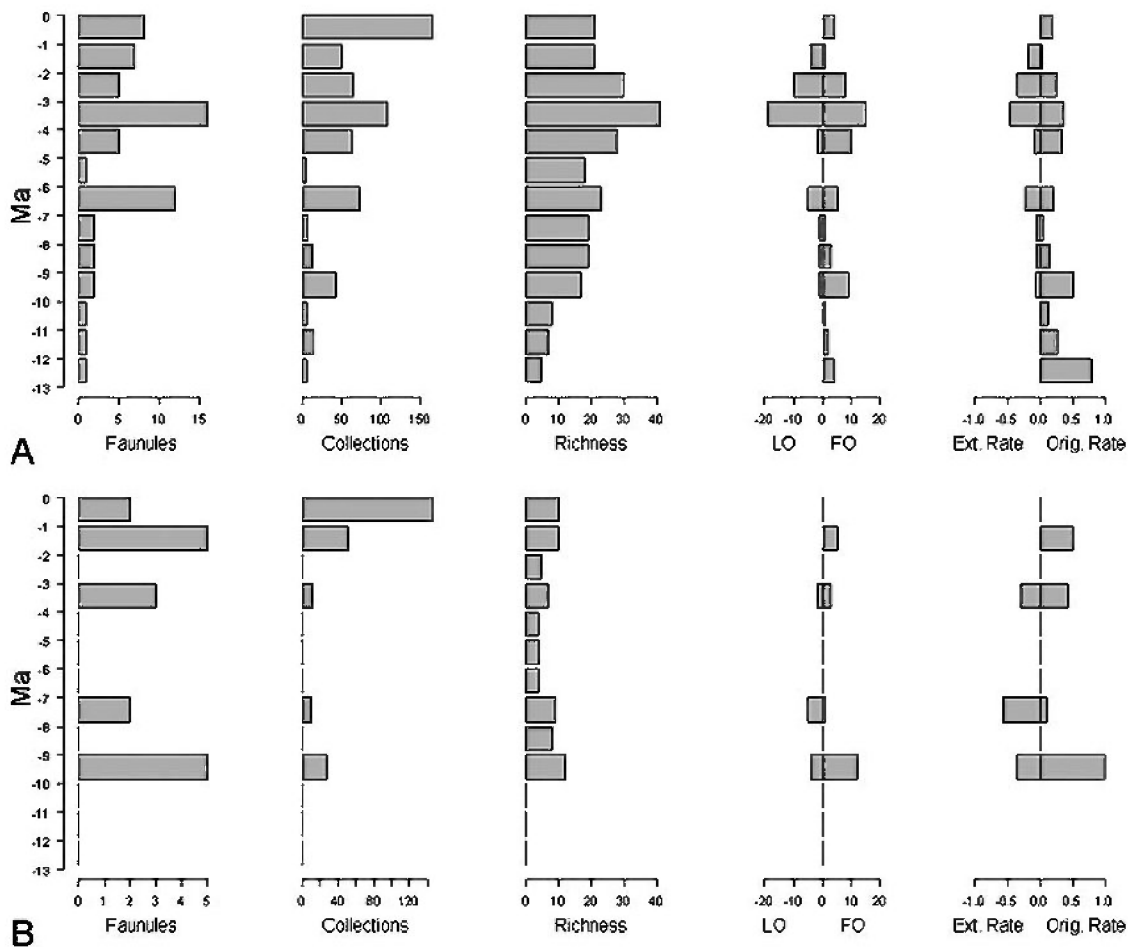 0
-1
-2
-3
-4
-5
-6
-7
-8
-9
-10
-11
-12
-13
Ma
0 5 10 15
0 50 100 150
0 10 20 30 40
-20 -10 0 10 20
-1.0 -0.5 0.0 0.5 1.0
Faunules
Collections
Richness
LO FO
Ext. Rate Orig. Rate
A
0
-1
-2
-3
-4
-5
-6
-7
-8
-9
-10
-11
-12
-13
Ma
0 1 2 3 4 5
0 20 40 60 80 120
0 10 20 30 40
-20 -10 0 10 20
-1.0 -0.5 0.0 0.5 1.0
Faunules
Collections
Richness
LO FO
Ext. Rate Orig. Rate
B